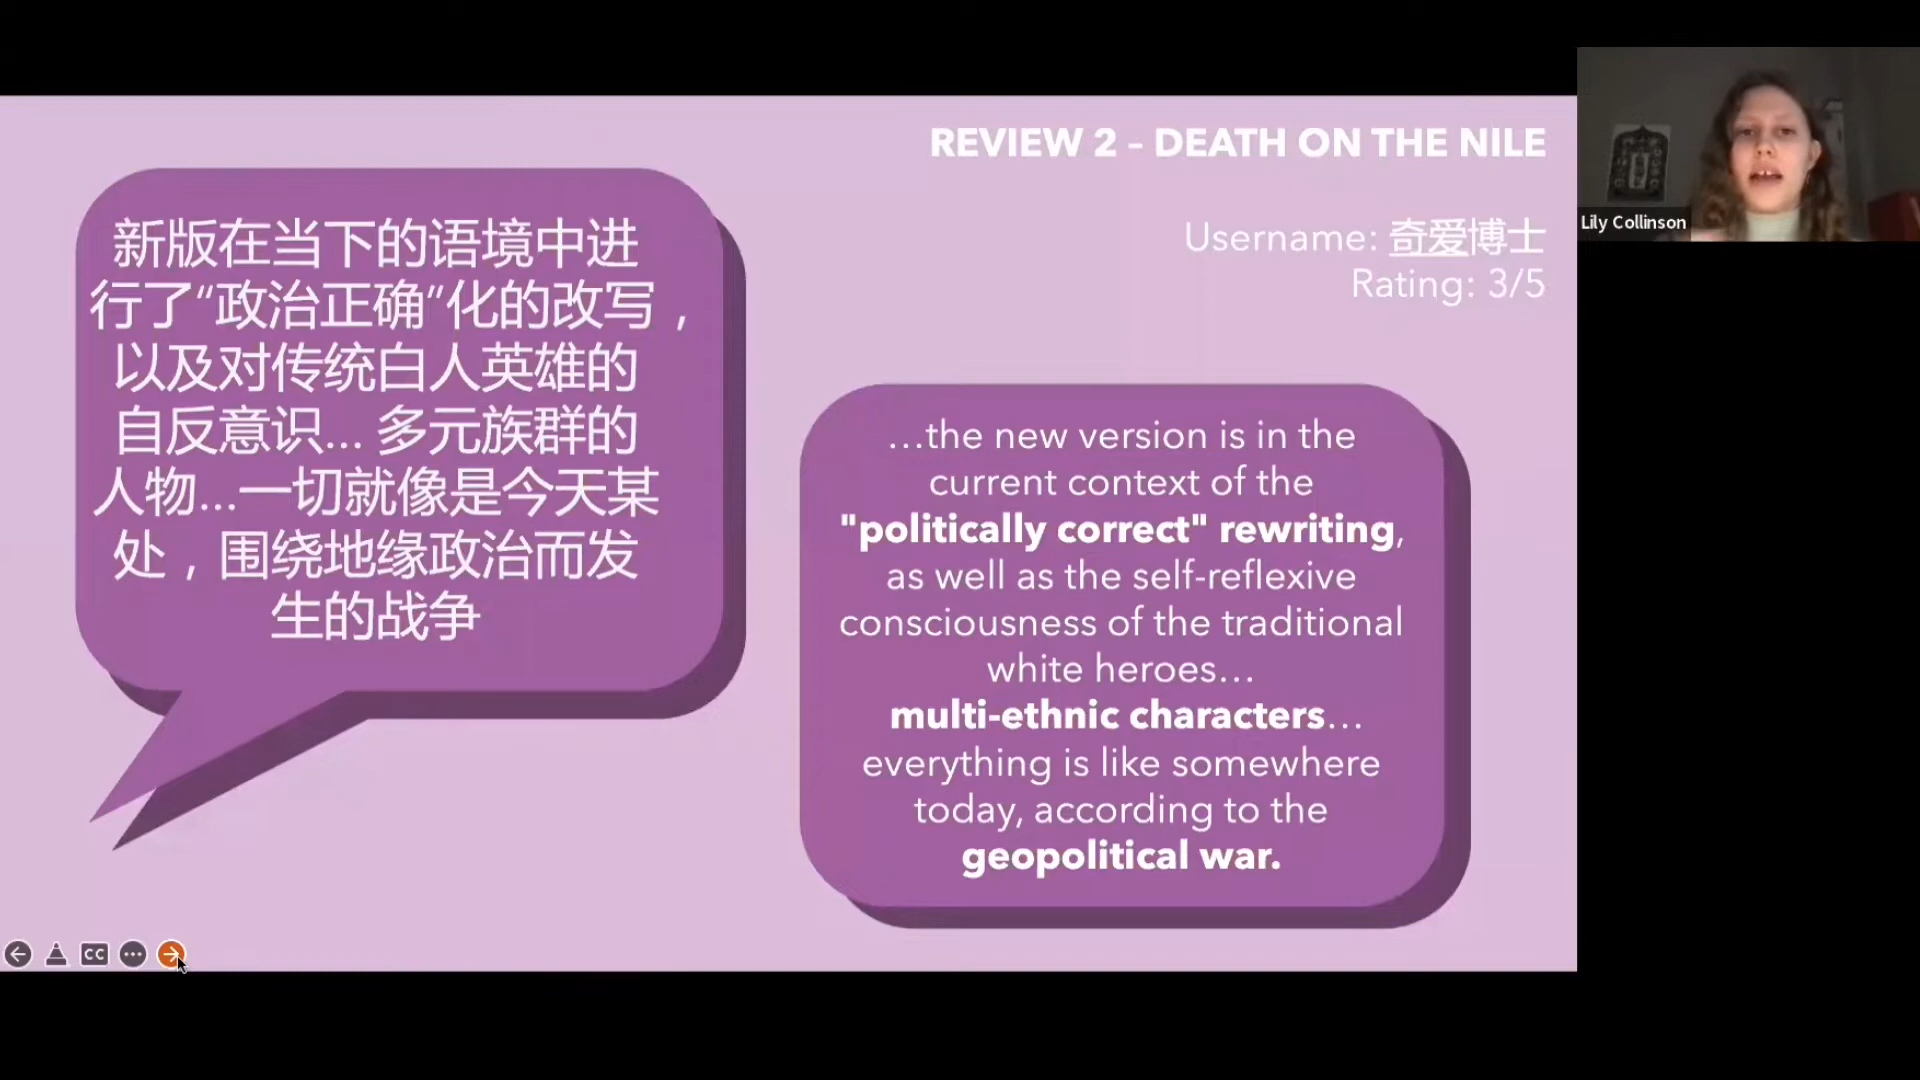 REVIEW 2 – DEATH ON THE NILE
Username: 奇爱博士
Rating: 3/5
新版在当下的语境中进
行了“政治正确”化的改写，
以及对传统白人英雄的
自反意识... 多元族群的
人物...一切就像是今天某
处，围绕地缘政治而发
生的战争
...the new version is in the
current context of the
"politically correct" rewriting,
as well as the self-reflexive
consciousness of the traditional
white heroes...
multi-ethnic characters...
everything is like somewhere
today, according to the
geopolitical war.
Lily Collinson
CC